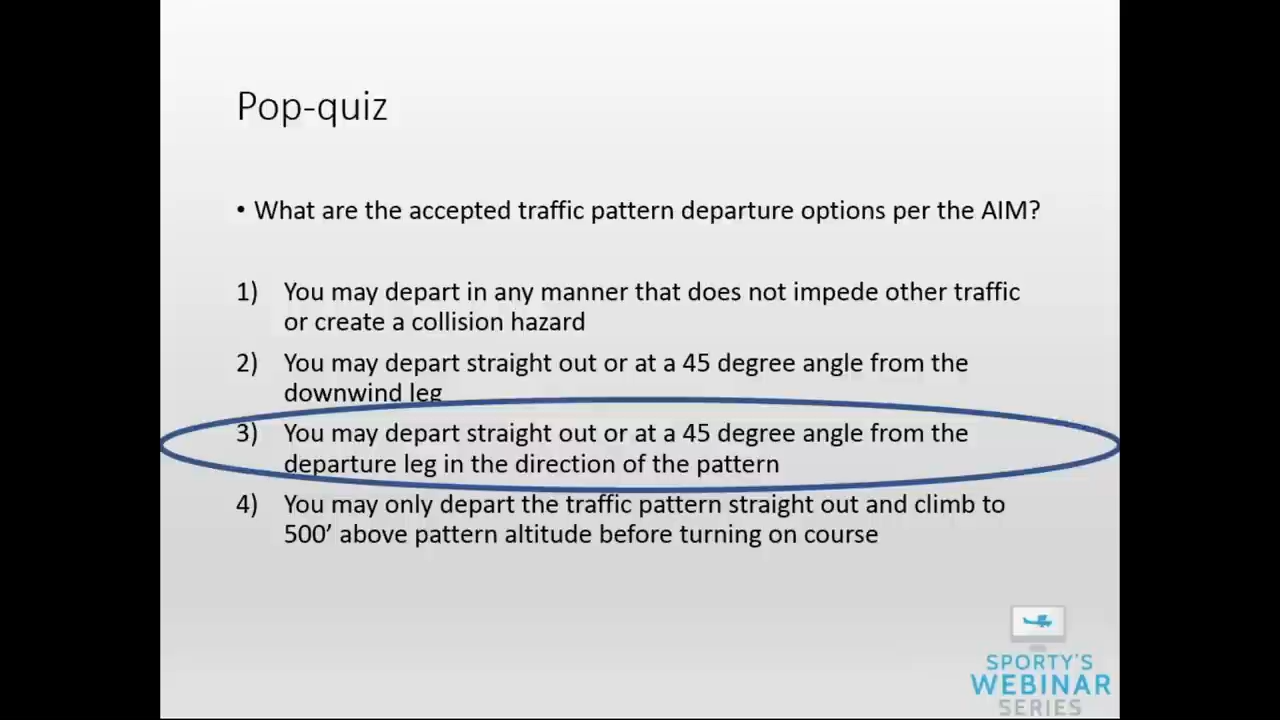 Pop-quiz
• What are the accepted traffic pattern departure options per the AIM?
1) You may depart in any manner that does not impede other traffic
or create a collision hazard
2) You may depart straight out or at a 45 degree angle from the
downwind leg
3) You may depart straight out or at a 45 degree angle from the
departure leg in the direction of the pattern
4) You may only depart the traffic pattern straight out and climb to
500’ above pattern altitude before turning on course
SPORTY'S
WEBINAR
SERIES